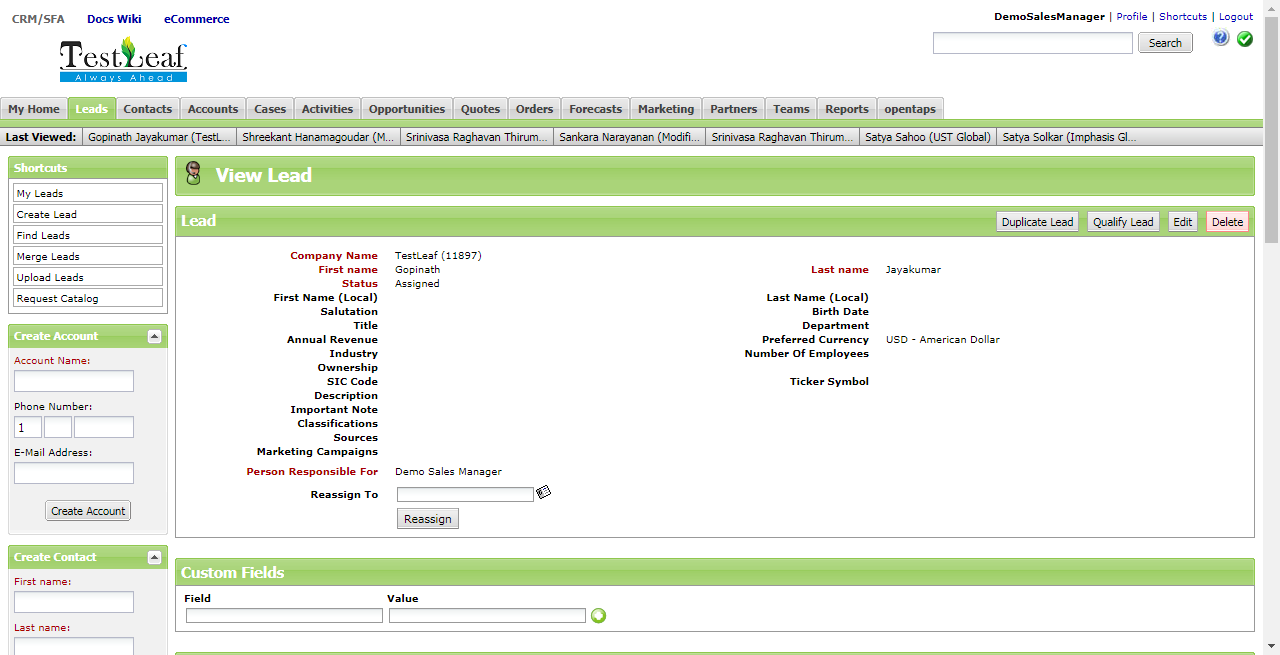 CRM/SFA Docs Wiki eCommerce
DemoSalesManager | Profile | Shortcuts | Logout
TestLeaf
Always Ahead
Search
My Home Leads Contacts Accounts Cases Activities Opportunities Quotes Orders Forecasts Marketing Partners Teams Reports opentaps
Last Viewed: Gopinath Jayakumar (TestL... Shreekant Hanamagoudar (M... Srinivasa Raghavan Thirum... Sankara Narayanan (Modifi... Srinivasa Raghavan Thirum... Satya Sahoo (UST Global) Satya Solkar (Imphasis Gl...
Shortcuts
My Leads
Create Lead
Find Leads
Merge Leads
Upload Leads
Request Catalog
Create Account
Account Name:
Phone Number:
1
E-Mail Address:
Create Account
Create Contact
First name:
Last name:
View Lead
Lead
Duplicate Lead Qualify Lead Edit Delete
Company Name TestLeaf (11897)
First name Gopinath Last name Jayakumar
Status Assigned
First Name (Local) Last Name (Local)
Salutation Birth Date
Title Department
Annual Revenue Preferred Currency USD - American Dollar
Industry Number Of Employees
Ownership
SIC Code Ticker Symbol
Description
Important Note
Classifications
Sources
Marketing Campaigns
Person Responsible For Demo Sales Manager
Reassign To
Reassign
Custom Fields
Field Value